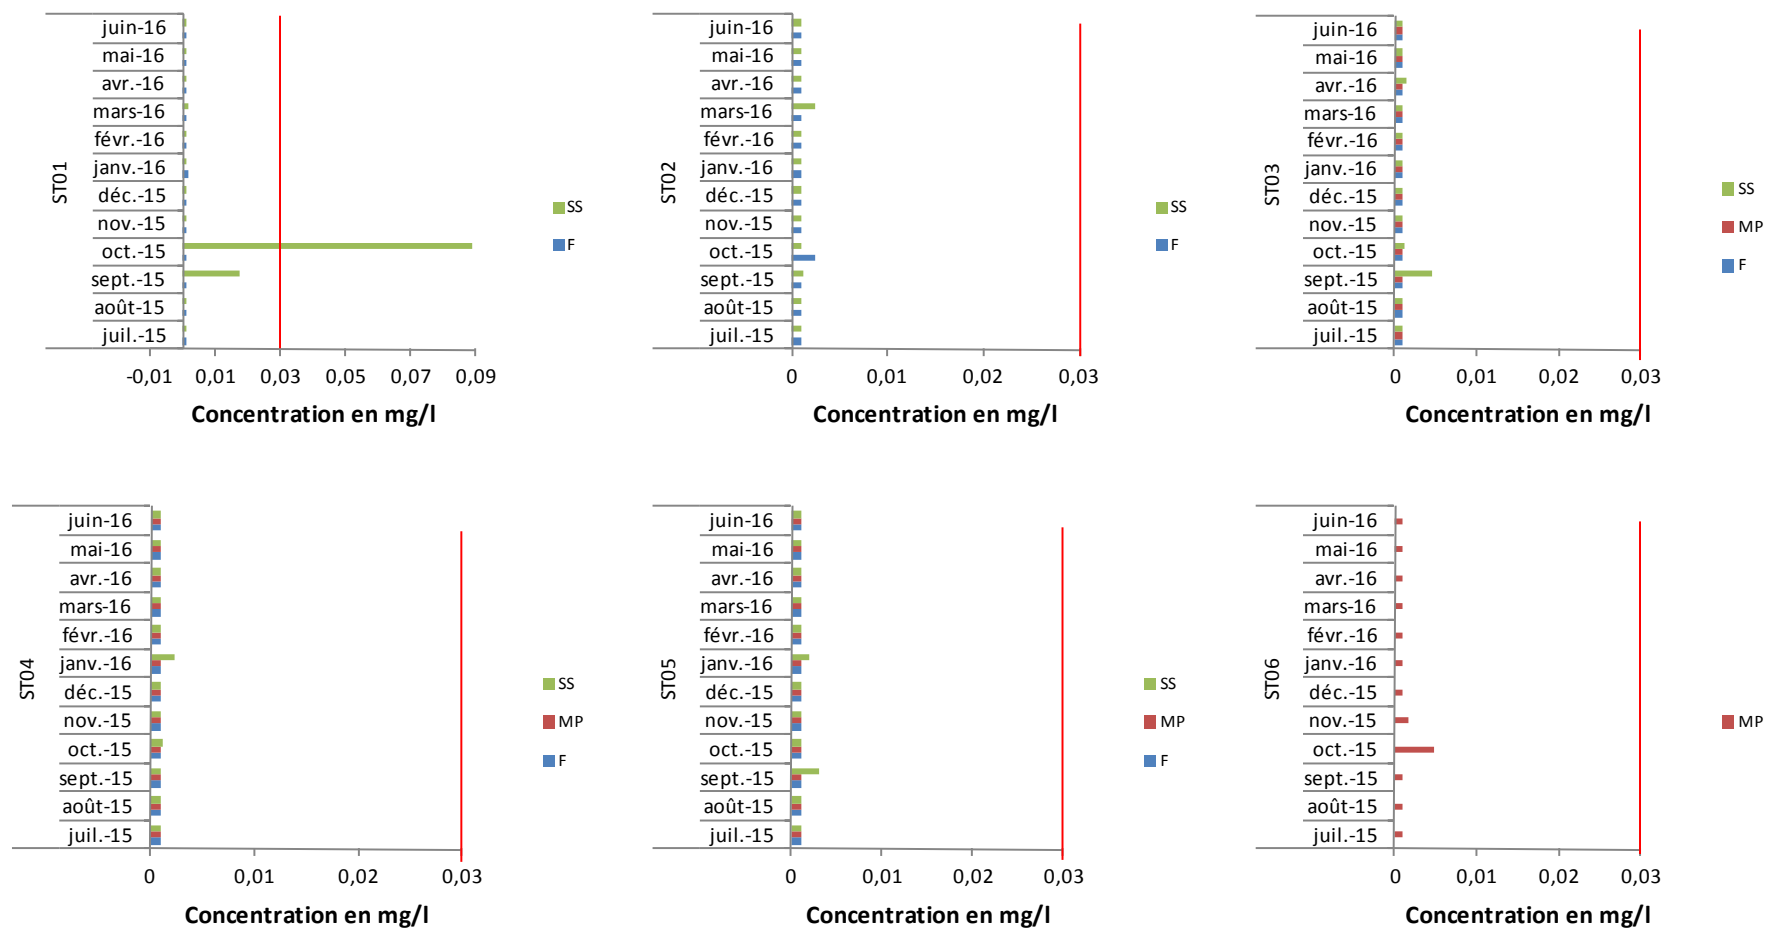 ST01
juin-16
mai-16
avr.-16
mars-16
févr.-16
janv.-16
déc.-15
nov.-15
oct.-15
sept.-15
août-15
juil.-15
-0,01 0,01 0,03 0,05 0,07 0,09
Concentration en mg/l
SS
F
ST02
juin-16
mai-16
avr.-16
mars-16
févr.-16
janv.-16
déc.-15
nov.-15
oct.-15
sept.-15
août-15
juil.-15
0 0,01 0,02 0,03
Concentration en mg/l
SS
F
ST03
juin-16
mai-16
avr.-16
mars-16
févr.-16
janv.-16
déc.-15
nov.-15
oct.-15
sept.-15
août-15
juil.-15
0 0,01 0,02 0,03
Concentration en mg/l
SS
MP
F
ST04
juin-16
mai-16
avr.-16
mars-16
févr.-16
janv.-16
déc.-15
nov.-15
oct.-15
sept.-15
août-15
juil.-15
0 0,01 0,02 0,03
Concentration en mg/l
SS
MP
F
ST05
juin-16
mai-16
avr.-16
mars-16
févr.-16
janv.-16
déc.-15
nov.-15
oct.-15
sept.-15
août-15
juil.-15
0 0,01 0,02 0,03
Concentration en mg/l
SS
MP
F
ST06
juin-16
mai-16
avr.-16
mars-16
févr.-16
janv.-16
déc.-15
nov.-15
oct.-15
sept.-15
août-15
juil.-15
0 0,01 0,02 0,03
Concentration en mg/l
MP